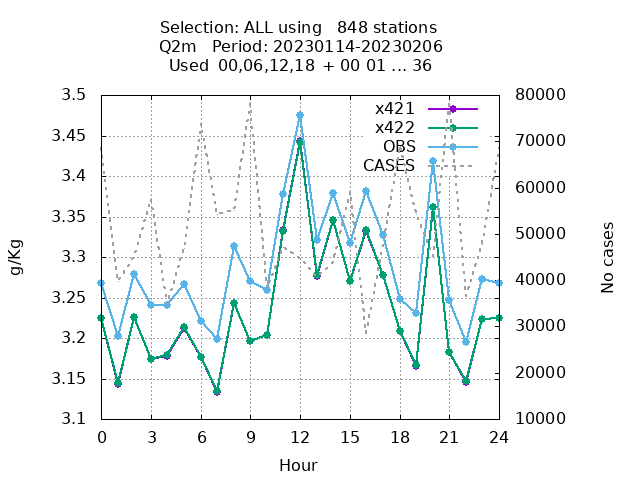 Selection: ALL using   848 stations
Q2m   Period: 20230114-20230206
Used  00,06,12,18  + 00 01 ... 36
3.5 80000
x421
3.45 70000
x422
OBS
CASES
3.4 60000
3.35 50000
g/Kg
3.3 40000
No cases
3.25 30000
3.2 20000
3.15
3.1 10000
0 3 6 9 12 15 18 21 24
Hour